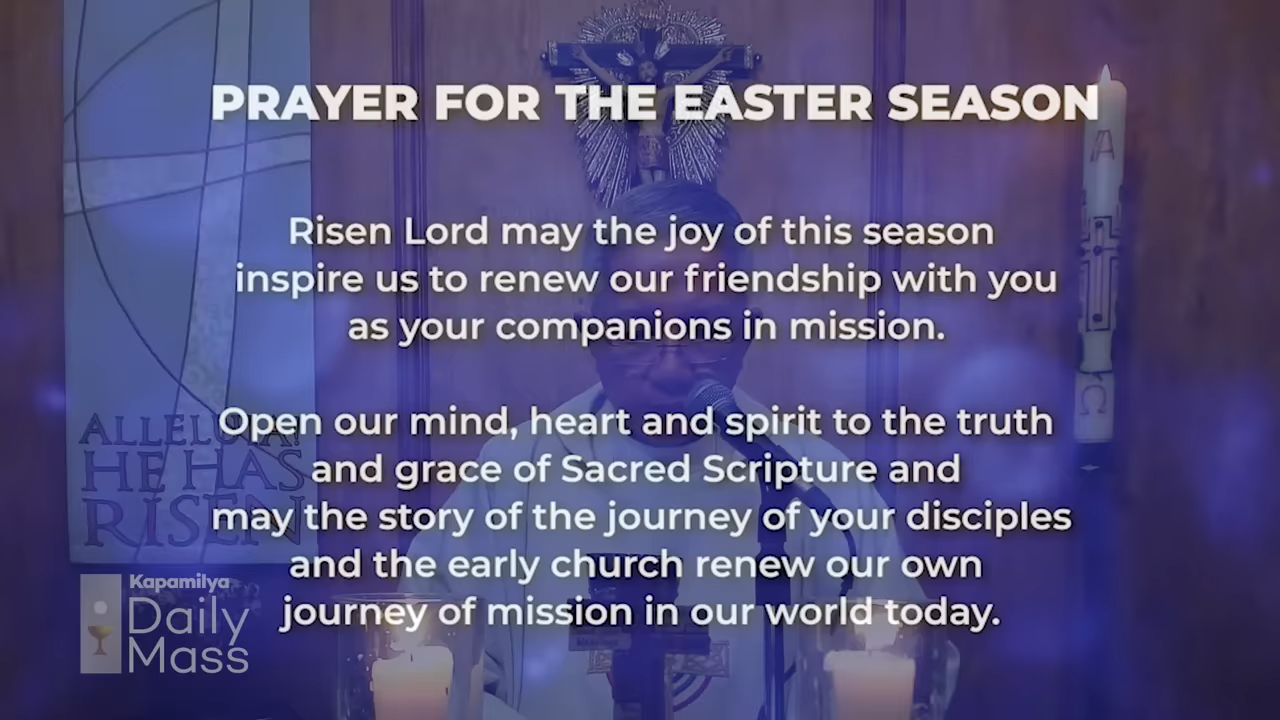 PRAYER FOR THE EASTER SEASON
Risen Lord may the joy of this season
inspire us to renew our friendship with you
as your companions in mission.
Open our mind, heart and spirit to the truth
and grace of Sacred Scripture and
may the story of the journey of your disciples
and the early church renew our own
journey of mission in our world today.
ALLELUIA!
HE HAS
RISEN
Kapamilya
Daily
Mass